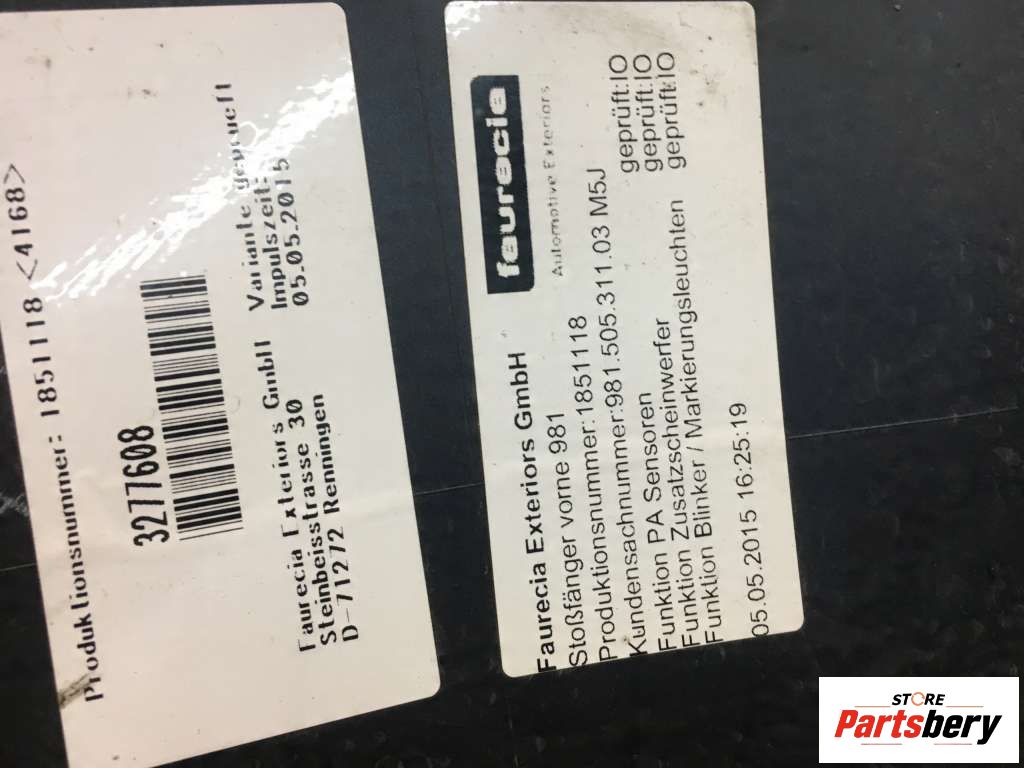 Produktionsnummer: 1851118 <4168>
3277608
Faurecia Exteriors GmbH
Steinbeisstrasse 30
D-71272 Renningen
Variante geprueft
Impulszeit:
05.05.2015
faurecia
Automotive Exteriors
Faurecia Exteriors GmbH
Stoßfänger vorne 981
Produktionsnummer:1851118
Kundensachnummer:981.505.311.03 M5J
Funktion PA Sensoren geprüft:IO
Funktion Zusatzscheinwerfer geprüft:IO
Funktion Blinker / Markierungsleuchten geprüft:IO
05.05.2015 16:25:19
STORE
Partsbery